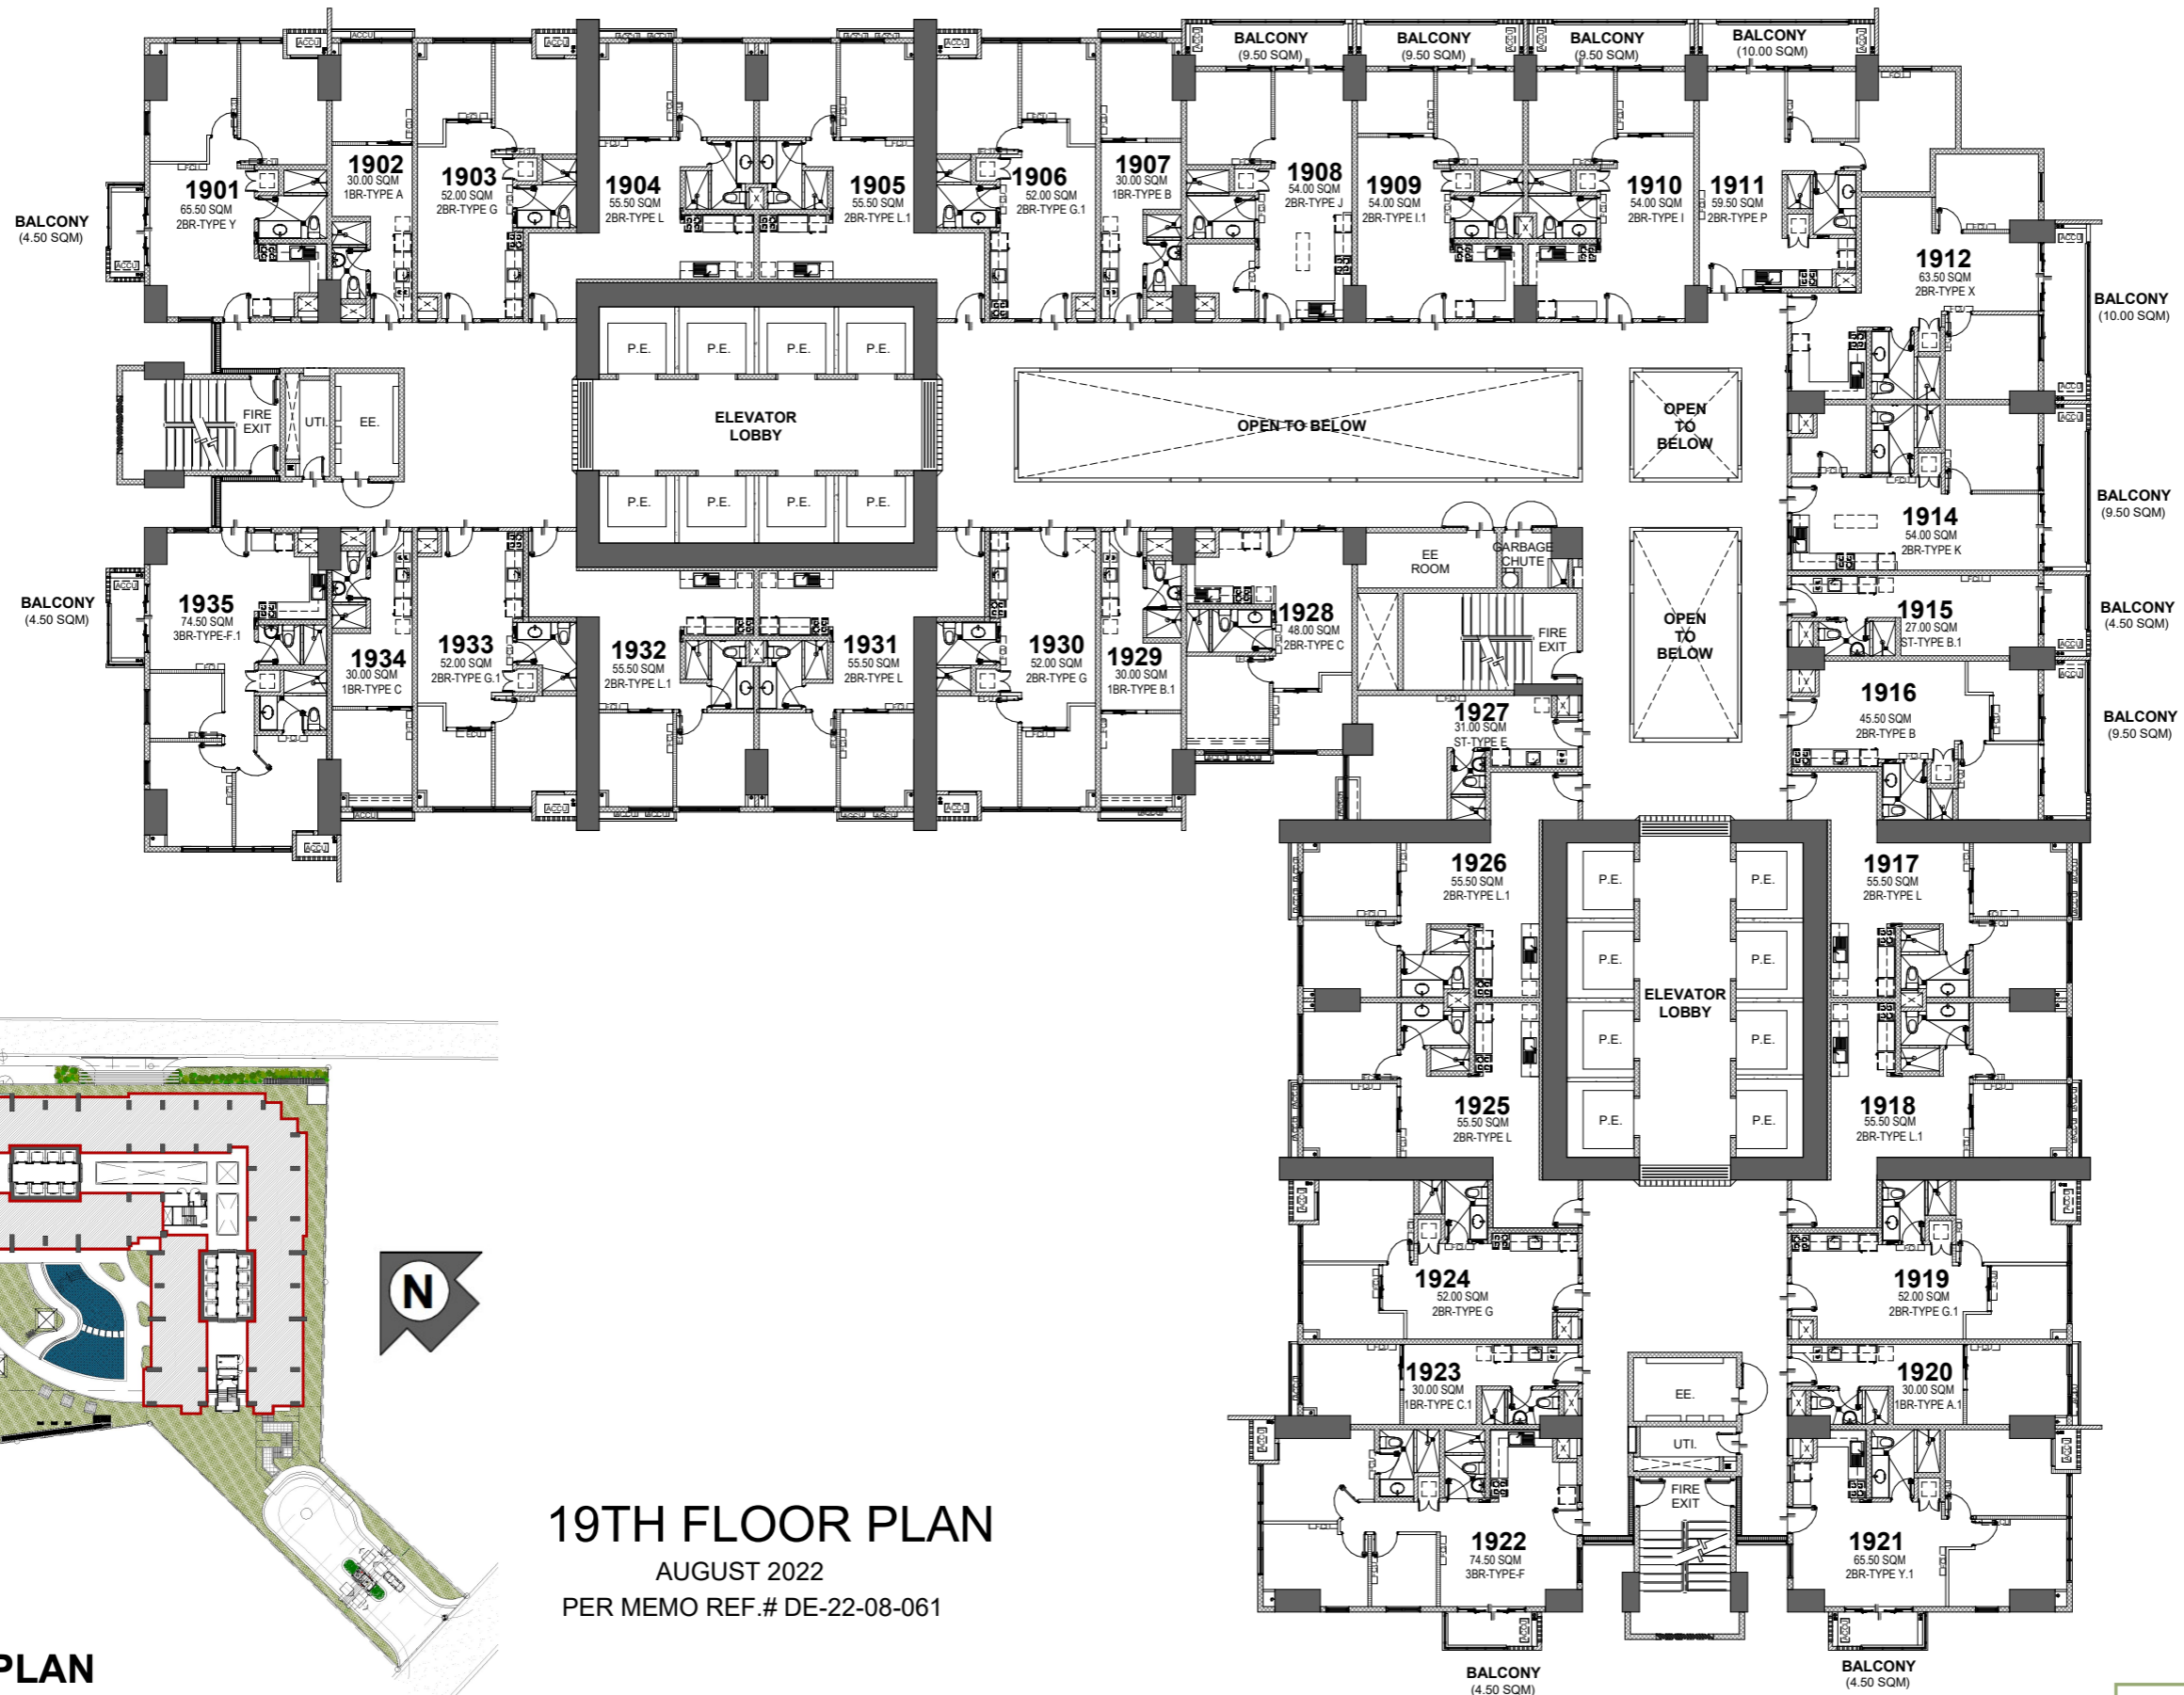 BALCONY
(9.50 SQM)
BALCONY
(9.50 SQM)
BALCONY
(9.50 SQM)
BALCONY
(10.00 SQM)
1901
65.50 SQM
2BR-TYPE Y
1902
30.00 SQM
1BR-TYPE A
1903
52.00 SQM
2BR-TYPE G
1904
55.50 SQM
2BR-TYPE L
1905
55.50 SQM
2BR-TYPE L.1
1906
52.00 SQM
2BR-TYPE G.1
1907
30.00 SQM
1BR-TYPE B
1908
54.00 SQM
2BR-TYPE J
1909
54.00 SQM
2BR-TYPE I.1
1910
54.00 SQM
2BR-TYPE I
1911
59.50 SQM
2BR-TYPE P
1912
63.50 SQM
2BR-TYPE X
BALCONY
(4.50 SQM)
BALCONY
(10.00 SQM)
P.E.
P.E.
P.E.
P.E.
FIRE
EXIT
UTI.
EE.
ELEVATOR
LOBBY
OPEN TO BELOW
OPEN
TO
BELOW
P.E.
P.E.
P.E.
P.E.
BALCONY
(9.50 SQM)
1914
54.00 SQM
2BR-TYPE K
EE
ROOM
GARBAGE
CHUTE
BALCONY
(4.50 SQM)
1935
74.50 SQM
3BR-TYPE-F.1
1934
30.00 SQM
1BR-TYPE C
1933
52.00 SQM
2BR-TYPE G.1
1932
55.50 SQM
2BR-TYPE L.1
1931
55.50 SQM
2BR-TYPE L
1930
52.00 SQM
2BR-TYPE G
1929
30.00 SQM
1BR-TYPE B.1
1928
48.00 SQM
2BR-TYPE C
FIRE
EXIT
OPEN
TO
BELOW
1915
27.00 SQM
ST-TYPE B.1
BALCONY
(4.50 SQM)
1927
31.00 SQM
ST-TYPE E
1916
45.50 SQM
2BR-TYPE B
BALCONY
(9.50 SQM)
1926
55.50 SQM
2BR-TYPE L.1
P.E.
P.E.
1917
55.50 SQM
2BR-TYPE L
P.E.
P.E.
ELEVATOR
LOBBY
P.E.
P.E.
1925
55.50 SQM
2BR-TYPE L
P.E.
P.E.
1918
55.50 SQM
2BR-TYPE L.1
1924
52.00 SQM
2BR-TYPE G
1919
52.00 SQM
2BR-TYPE G.1
1923
30.00 SQM
1BR-TYPE C.1
EE.
1920
30.00 SQM
1BR-TYPE A.1
UTI.
FIRE
EXIT
1922
74.50 SQM
3BR-TYPE-F
1921
65.50 SQM
2BR-TYPE Y.1
BALCONY
(4.50 SQM)
BALCONY
(4.50 SQM)
N
19TH FLOOR PLAN
AUGUST 2022
PER MEMO REF.# DE-22-08-061
PLAN